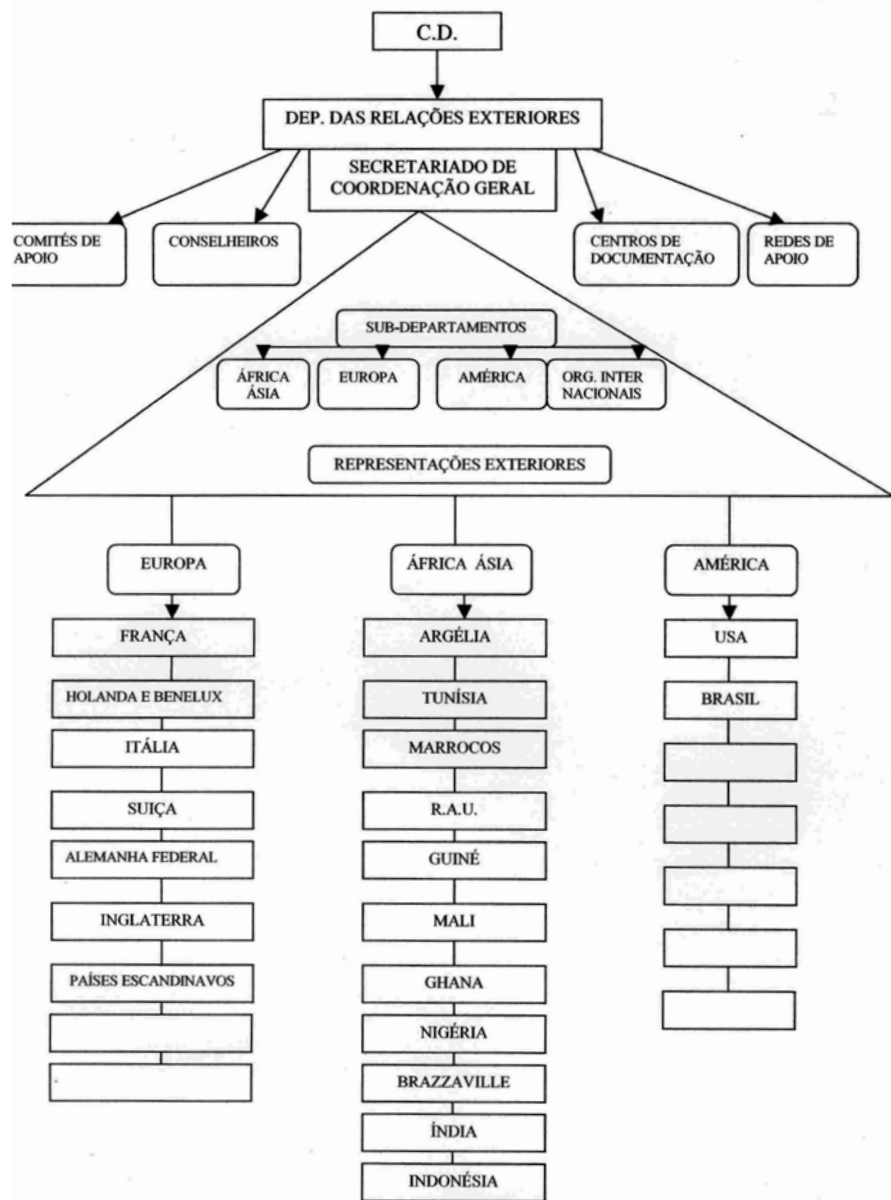 C.D.
DEP. DAS RELAÇÕES EXTERIORES
SECRETARIADO DE
COORDENAÇÃO GERAL
COMITÉS DE
APOIO
CONSELHEIROS
CENTROS DE
DOCUMENTAÇÃO
REDES DE
APOIO
SUB-DEPARTAMENTOS
ÁFRICA
ÁSIA
EUROPA
AMÉRICA
ORG. INTER
NACIONAIS
REPRESENTAÇÕES EXTERIORES
EUROPA
FRANÇA
HOLANDA E BENELUX
ITÁLIA
SUIÇA
ALEMANHA FEDERAL
INGLATERRA
PAÍSES ESCANDINAVOS
ÁFRICA ÁSIA
ARGÉLIA
TUNÍSIA
MARROCOS
R.A.U.
GUINÉ
MALI
GHANA
NIGÉRIA
BRAZZAVILLE
ÍNDIA
INDONÉSIA
AMÉRICA
USA
BRASIL